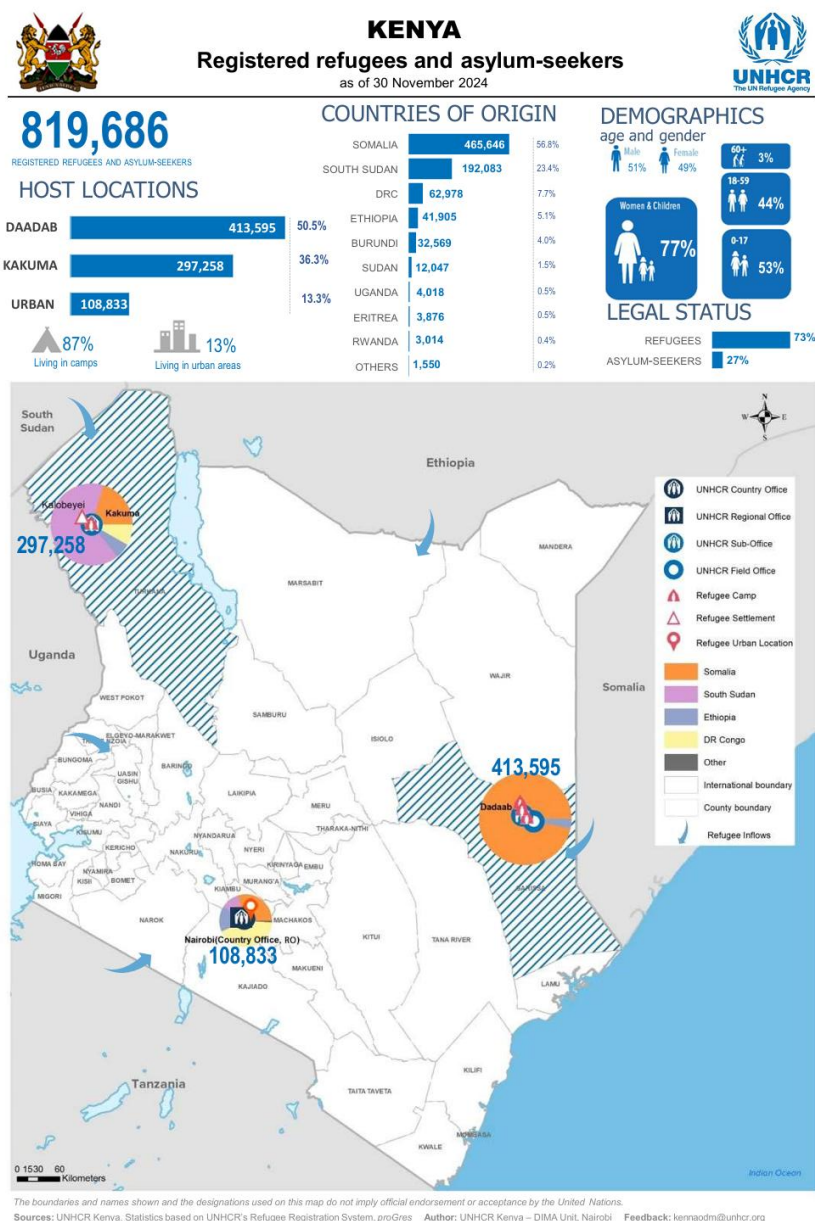 KENYA
Registered refugees and asylum-seekers
as of 30 November 2024
UNHCR
The UN Refugee Agency
819,686
REGISTERED REFUGEES AND ASYLUM-SEEKERS
HOST LOCATIONS
DAADAB 413,595 50.5%
KAKUMA 297,258 36.3%
URBAN 108,833 13.3%
87%
Living in camps
13%
Living in urban areas
COUNTRIES OF ORIGIN
SOMALIA 465,646 56.8%
SOUTH SUDAN 192,083 23.4%
DRC 62,978 7.7%
ETHIOPIA 41,905 5.1%
BURUNDI 32,569 4.0%
SUDAN 12,047 1.5%
UGANDA 4,018 0.5%
ERITREA 3,876 0.5%
RWANDA 3,014 0.4%
OTHERS 1,550 0.2%
DEMOGRAPHICS
age and gender
Male
51%
Female
49%
60+
3%
18-59
44%
0-17
53%
Women & Children
77%
LEGAL STATUS
REFUGEES 73%
ASYLUM-SEEKERS 27%
South
Sudan
Ethiopia
Uganda
Somalia
Tanzania
Indian Ocean
N
W
E
S
Kalobeyei
Kakuma
297,258
MANDERA
MARSABIT
TURKANA
WAJIR
WEST POKOT
SAMBURU
ISIOLO
ELGEYO-MARAKWET
BUNGOMA
UASIN
GISHU
BARINGO
BUSIA
KAKAMEGA
NANDI
LAIKIPIA
MERU
VIHIGA
SIAYA
KISUMU
THARAKA-NITHI
NYANDARUA
KERICHO
NAKURU
NYERI
KIRINYAGA
EMBU
HOMA BAY
NYAMIRA
KISII
BOMET
MURANG'A
KIAMBU
MIGORI
NAROK
MACHAKOS
Nairobi(Country Office, RO)
108,833
KITUI
TANA RIVER
MAKUENI
KAJIADO
413,595
Dadaab
GARISSA
LAMU
KILIFI
TAITA TAVETA
MOMBASA
KWALE
UNHCR Country Office
UNHCR Regional Office
UNHCR Sub-Office
UNHCR Field Office
Refugee Camp
Refugee Settlement
Refugee Urban Location
Somalia
South Sudan
Ethiopia
DR Congo
Other
International boundary
County boundary
Refugee Inflows
0 1530 60
Kilometers
The boundaries and names shown and the designations used on this map do not imply official endorsement or acceptance by the United Nations.
Sources: UNHCR Kenya, Statistics based on UNHCR's Refugee Registration System, proGres Author: UNHCR Kenya – DIMA Unit, Nairobi Feedback: kennaodm@unhcr.org